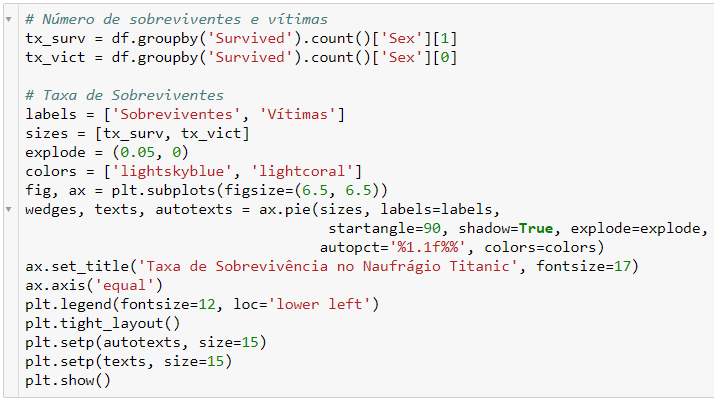 # Número de sobreviventes e vítimas
tx_surv = df.groupby('Survived').count()['Sex'][1]
tx_vict = df.groupby('Survived').count()['Sex'][0]
# Taxa de Sobreviventes
labels = ['Sobreviventes', 'Vítimas']
sizes = [tx_surv, tx_vict]
explode = (0.05, 0)
colors = ['lightskyblue', 'lightcoral']
fig, ax = plt.subplots(figsize=(6.5, 6.5))
wedges, texts, autotexts = ax.pie(sizes, labels=labels,
startangle=90, shadow=True, explode=explode,
autopct='%1.1f%%', colors=colors)
ax.set_title('Taxa de Sobrevivência no Naufrágio Titanic', fontsize=17)
ax.axis('equal')
plt.legend(fontsize=12, loc='lower left')
plt.tight_layout()
plt.setp(autotexts, size=15)
plt.setp(texts, size=15)
plt.show()